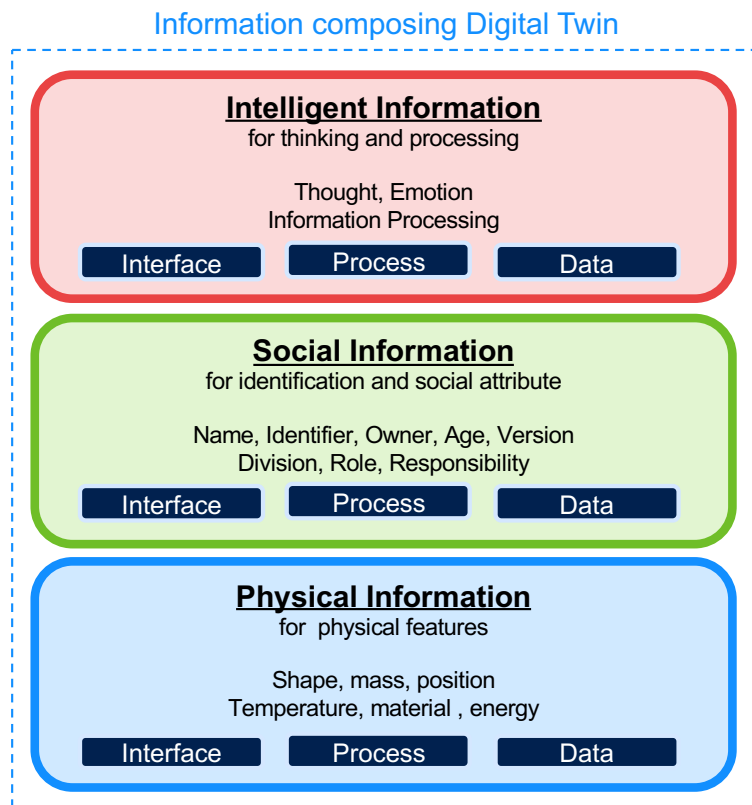 Information composing Digital Twin
Intelligent Information
for thinking and processing
Thought, Emotion
Information Processing
Interface Process Data
Social Information
for identification and social attribute
Name, Identifier, Owner, Age, Version
Division, Role, Responsibility
Interface Process Data
Physical Information
for physical features
Shape, mass, position
Temperature, material , energy
Interface Process Data